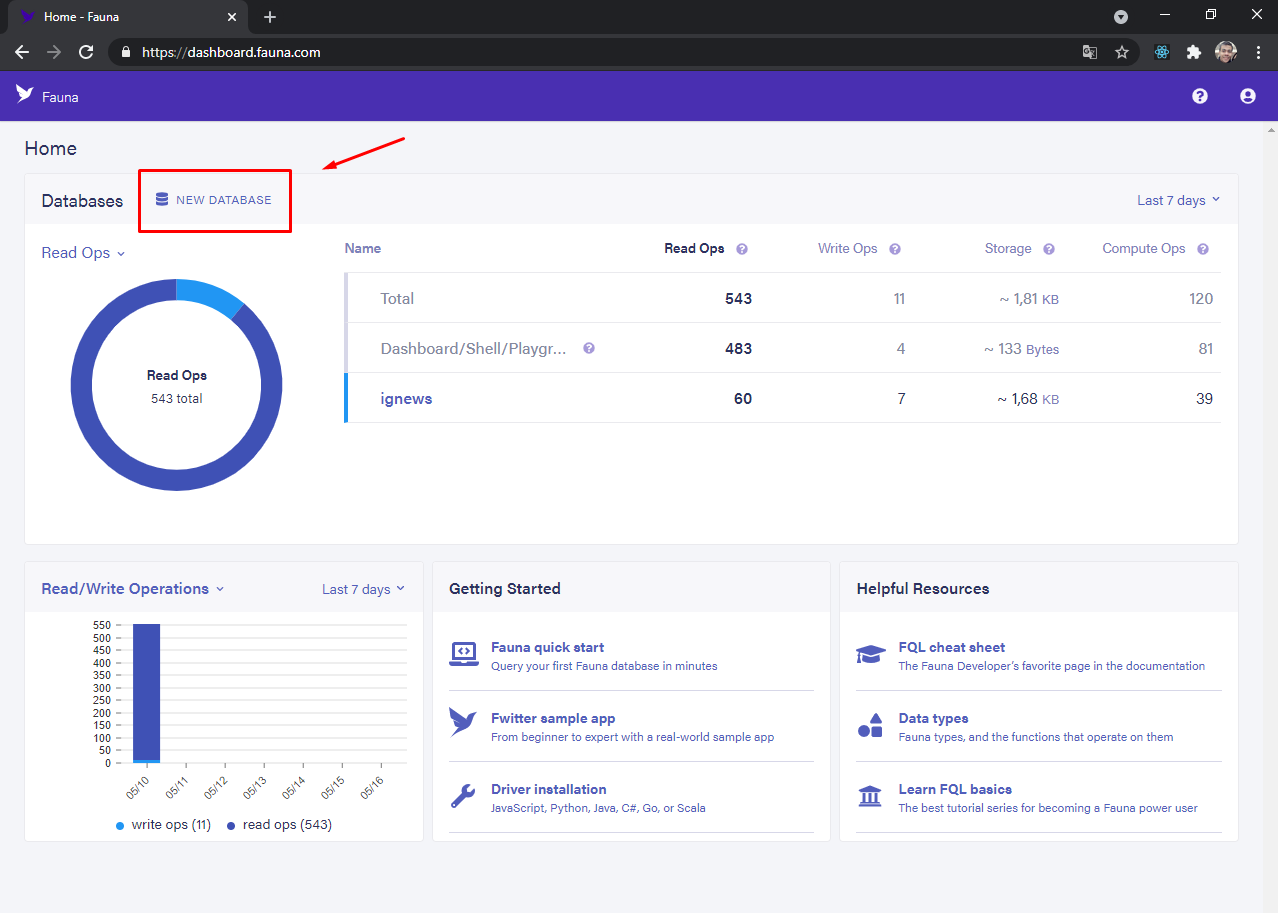 Home - Fauna
https://dashboard.fauna.com
Fauna
Home
Databases NEW DATABASE Last 7 days
Read Ops
Read Ops
543 total
Name Read Ops ? Write Ops ? Storage ? Compute Ops ?
Total 543 11 ~ 1,81 KB 120
Dashboard/Shell/Playgr... ? 483 4 ~ 133 Bytes 81
ignews 60 7 ~ 1,68 KB 39
Read/Write Operations Last 7 days
550
500
450
400
350
300
250
200
150
100
50
0
05/10 05/11 05/12 05/13 05/14 05/15 05/16
write ops (11) read ops (543)
Getting Started
Fauna quick start
Query your first Fauna database in minutes
Fwitter sample app
From beginner to expert with a real-world sample app
Driver installation
JavaScript, Python, Java, C#, Go, or Scala
Helpful Resources
FQL cheat sheet
The Fauna Developer's favorite page in the documentation
Data types
Fauna types, and the functions that operate on them
Learn FQL basics
The best tutorial series for becoming a Fauna power user